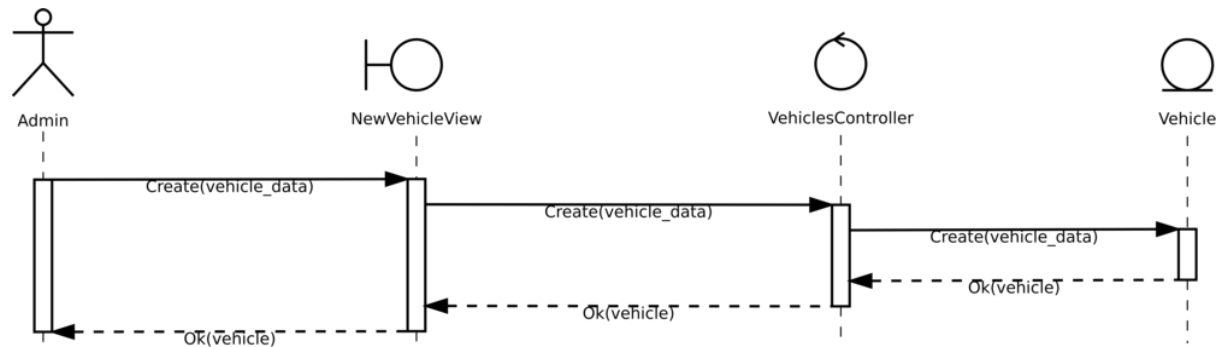 Admin
NewVehicleView
VehiclesController
Vehicle
Create(vehicle_data)
Create(vehicle_data)
Create(vehicle_data)
Ok(vehicle)
Ok(vehicle)
Ok(vehicle)